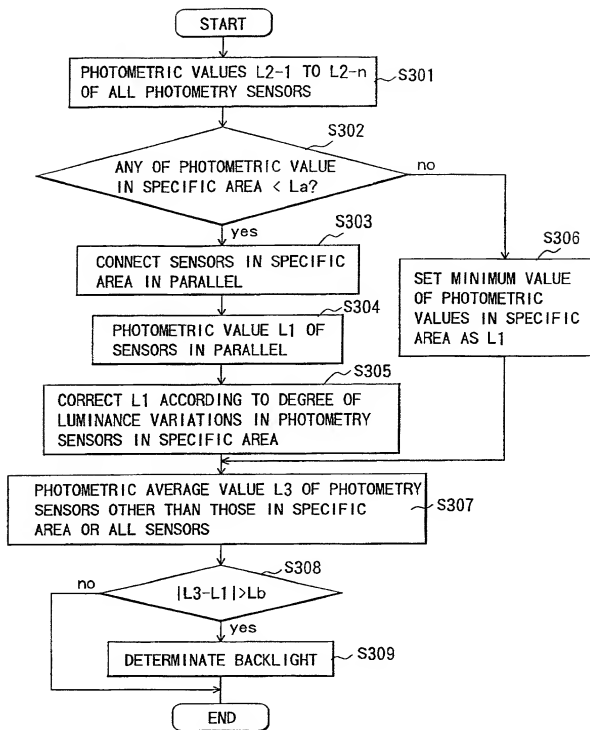 START
PHOTOMETRIC VALUES L2-1 TO L2-n
OF ALL PHOTOMETRY SENSORS
S301
S302
ANY OF PHOTOMETRIC VALUE
IN SPECIFIC AREA < La?
no
yes
S303
CONNECT SENSORS IN SPECIFIC
AREA IN PARALLEL
S306
SET MINIMUM VALUE
OF PHOTOMETRIC
VALUES IN SPECIFIC
AREA AS L1
S304
PHOTOMETRIC VALUE L1 OF
SENSORS IN PARALLEL
S305
CORRECT L1 ACCORDING TO DEGREE OF
LUMINANCE VARIATIONS IN PHOTOMETRY
SENSORS IN SPECIFIC AREA
PHOTOMETRIC AVERAGE VALUE L3 OF PHOTOMETRY
SENSORS OTHER THAN THOSE IN SPECIFIC
AREA OR ALL SENSORS
S307
S308
|L3-L1|>Lb
no
yes
DETERMINATE BACKLIGHT
S309
END